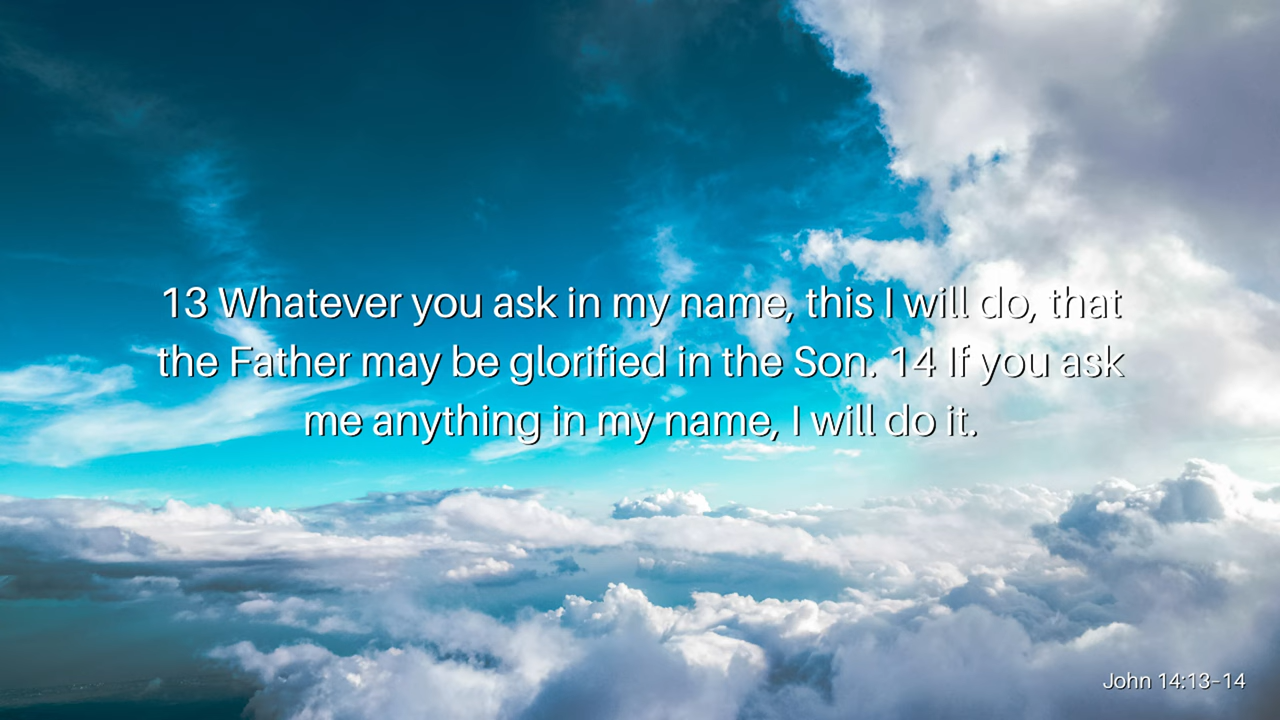 13 Whatever you ask in my name, this I will do, that
the Father may be glorified in the Son. 14 If you ask
me anything in my name, I will do it.
John 14:13–14